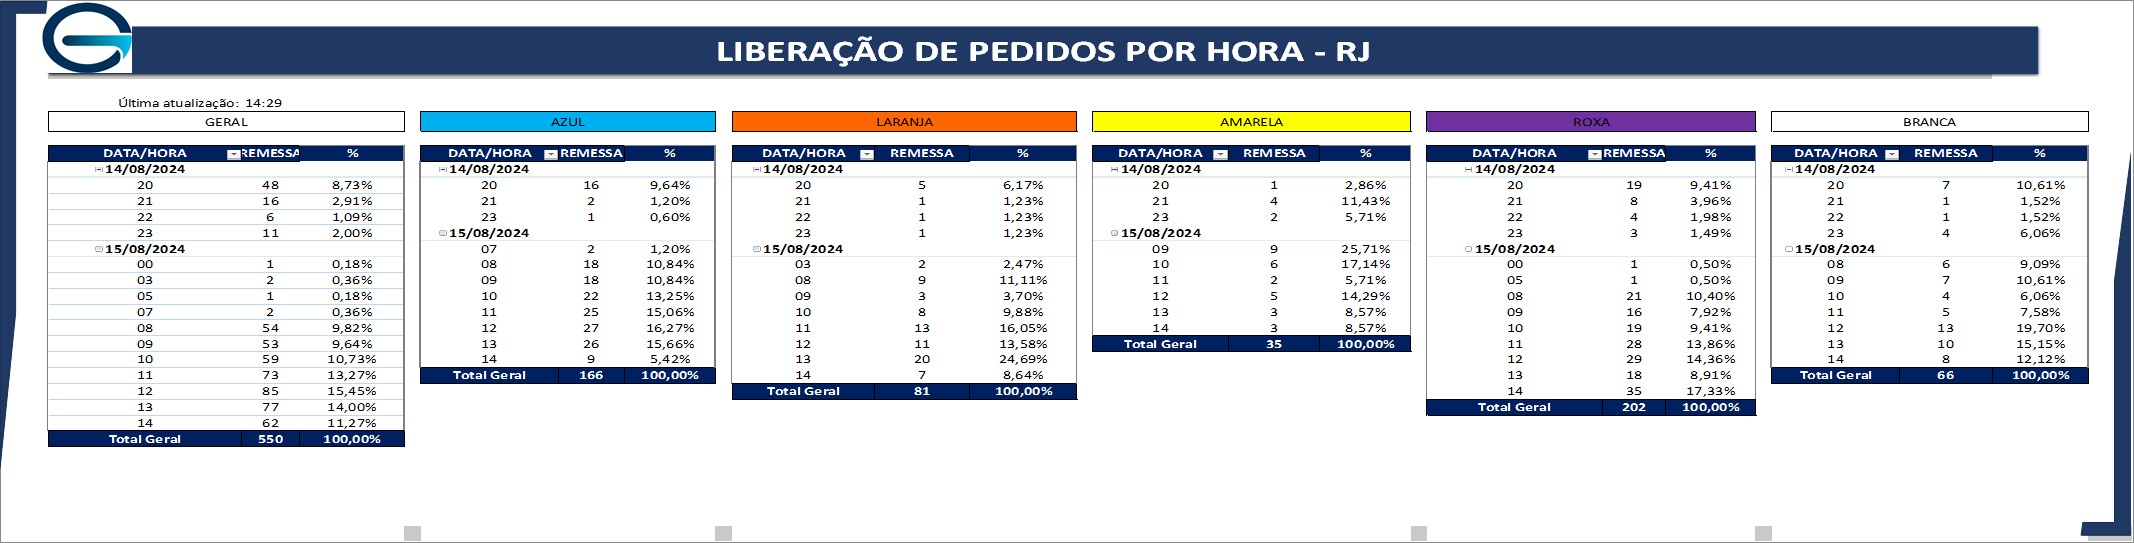 LIBERAÇÃO DE PEDIDOS POR HORA - RJ
Última atualização: 14:29
GERAL
DATA/HORA REMESSA %
14/08/2024
20 48 8,73%
21 16 2,91%
22 6 1,09%
23 11 2,00%
15/08/2024
00 1 0,18%
03 2 0,36%
05 1 0,18%
07 2 0,36%
08 54 9,82%
09 53 9,64%
10 59 10,73%
11 73 13,27%
12 85 15,45%
13 77 14,00%
14 62 11,27%
Total Geral 550 100,00%
AZUL
DATA/HORA REMESSA %
14/08/2024
20 16 9,64%
21 2 1,20%
23 1 0,60%
15/08/2024
07 2 1,20%
08 18 10,84%
09 18 10,84%
10 22 13,25%
11 25 15,06%
12 27 16,27%
13 26 15,66%
14 9 5,42%
Total Geral 166 100,00%
LARANJA
DATA/HORA REMESSA %
14/08/2024
20 5 6,17%
21 1 1,23%
22 1 1,23%
23 1 1,23%
15/08/2024
03 2 2,47%
08 9 11,11%
09 3 3,70%
10 8 9,88%
11 13 16,05%
12 11 13,58%
13 20 24,69%
14 7 8,64%
Total Geral 81 100,00%
AMARELA
DATA/HORA REMESSA %
14/08/2024
20 1 2,86%
21 4 11,43%
23 2 5,71%
15/08/2024
09 9 25,71%
10 6 17,14%
11 2 5,71%
12 5 14,29%
13 3 8,57%
14 3 8,57%
Total Geral 35 100,00%
ROXA
DATA/HORA REMESSA %
14/08/2024
20 19 9,41%
21 8 3,96%
22 4 1,98%
23 3 1,49%
15/08/2024
00 1 0,50%
05 1 0,50%
08 21 10,40%
09 16 7,92%
10 19 9,41%
11 28 13,86%
12 29 14,36%
13 18 8,91%
14 35 17,33%
Total Geral 202 100,00%
BRANCA
DATA/HORA REMESSA %
14/08/2024
20 7 10,61%
21 1 1,52%
22 1 1,52%
23 4 6,06%
15/08/2024
08 6 9,09%
09 7 10,61%
10 4 6,06%
11 5 7,58%
12 13 19,70%
13 10 15,15%
14 8 12,12%
Total Geral 66 100,00%